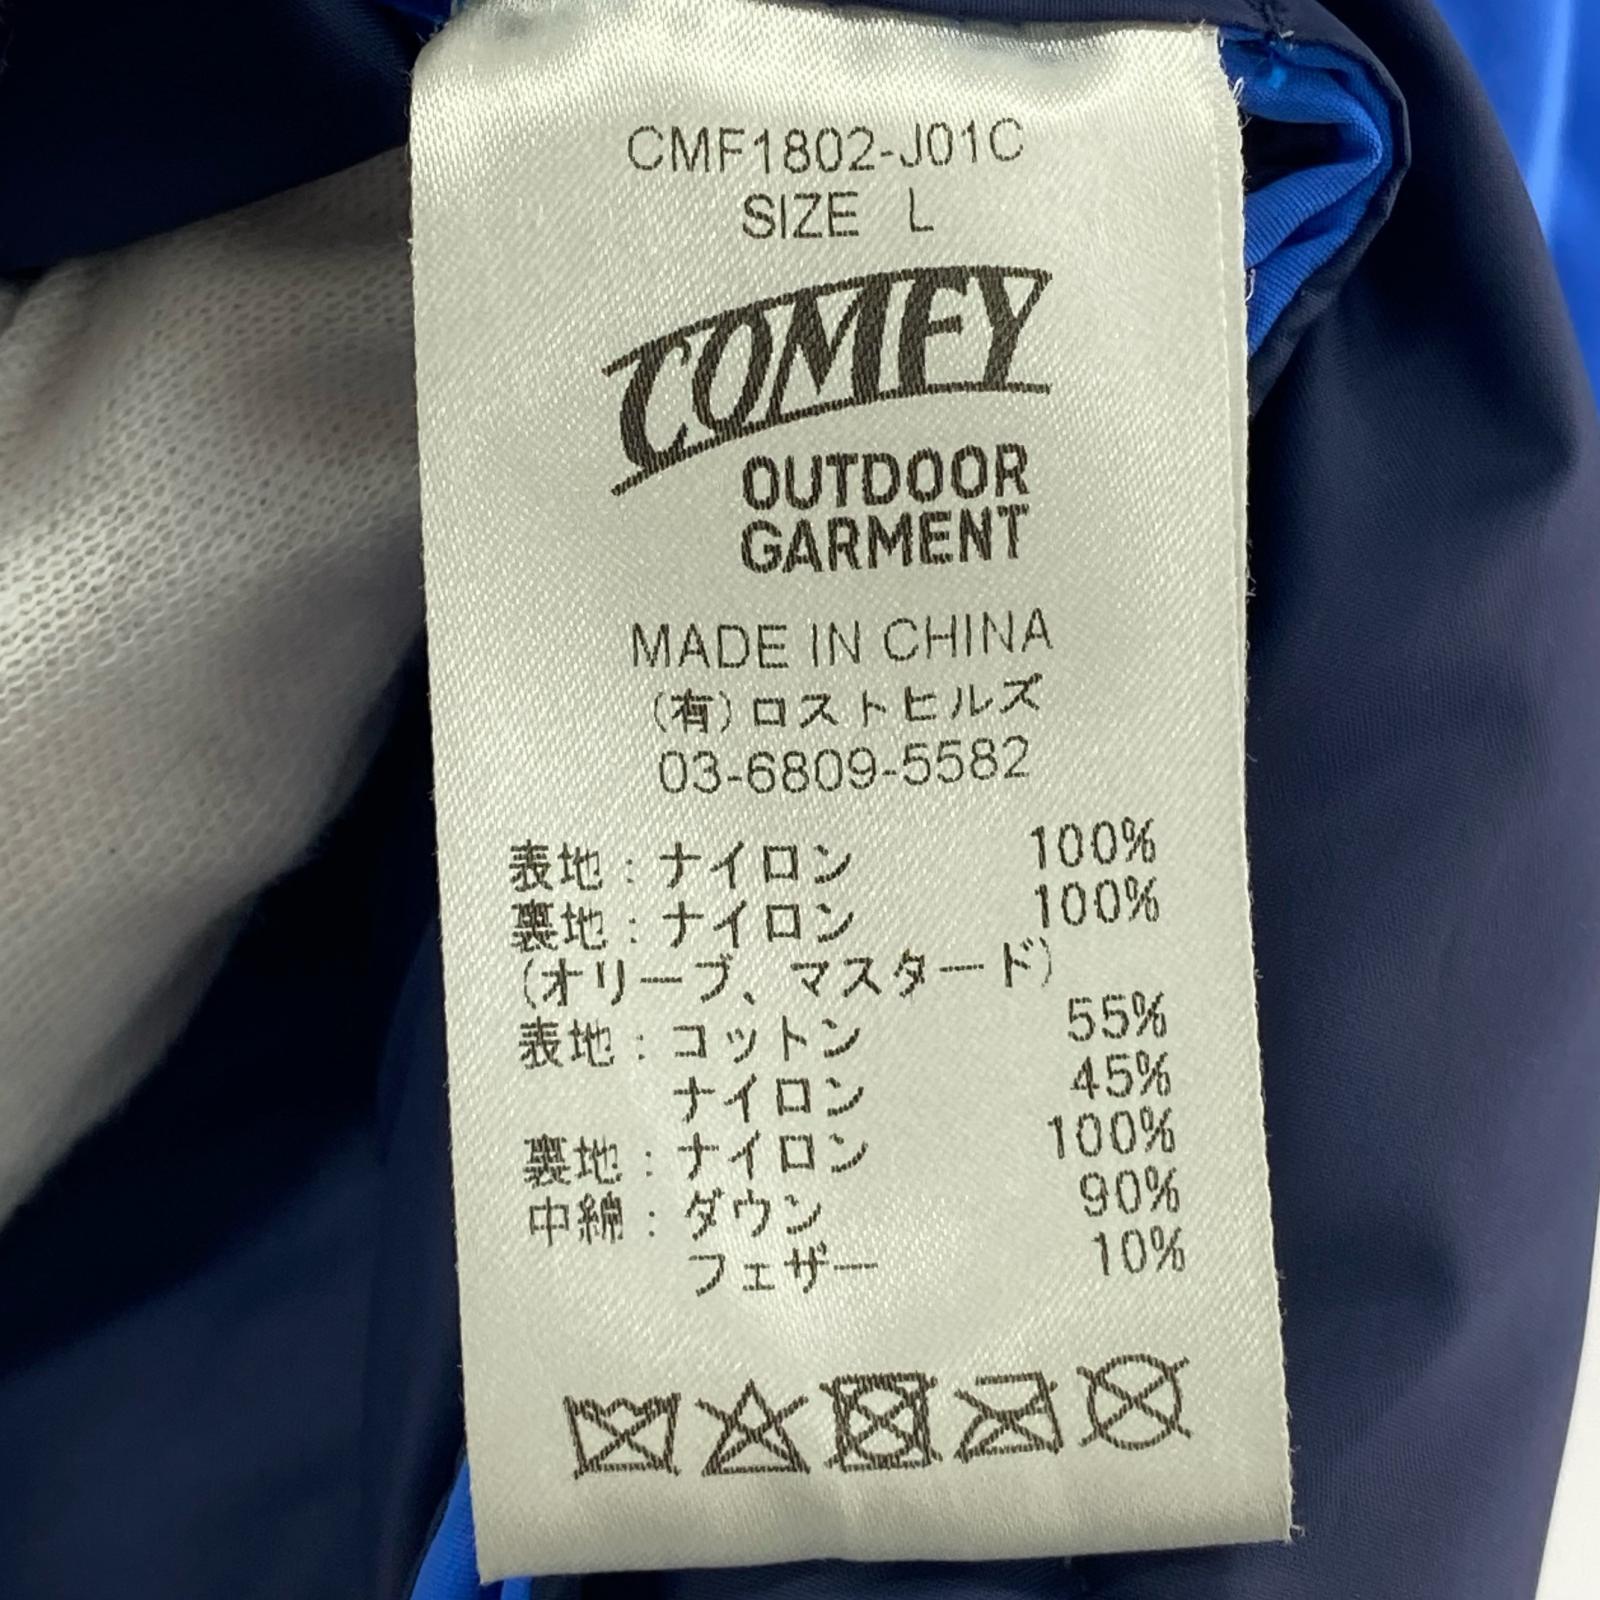 CMF1802-J01C
SIZE L
COMFY
OUTDOOR
GARMENT
MADE IN CHINA
(有)ロストヒルズ
03-6809-5582
表地：ナイロン 100%
裏地：ナイロン 100%
(オリーブ、マスタード)
表地：コットン 55%
ナイロン 45%
裏地：ナイロン 100%
中綿：ダウン 90%
フェザー 10%